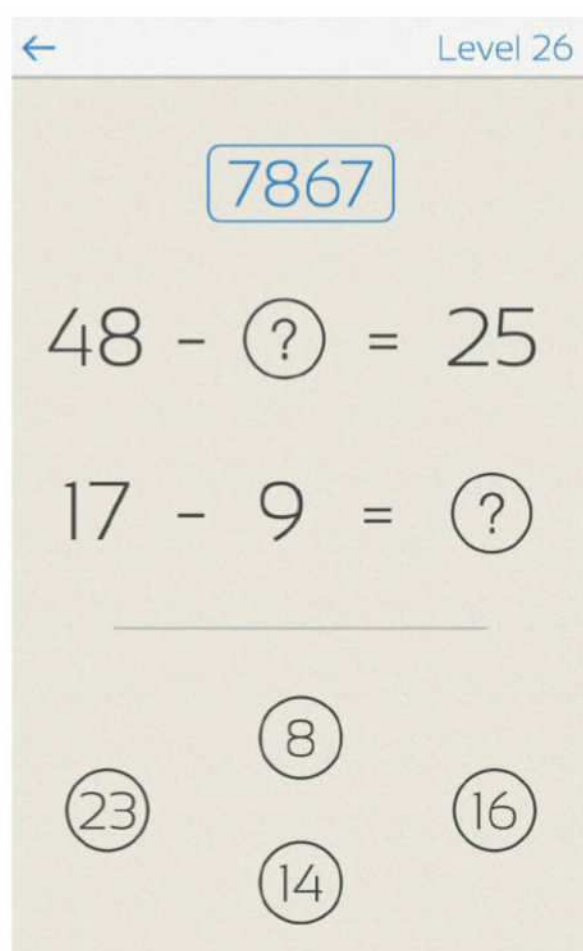 ← Level 26
7867
48 - ? = 25
17 - 9 = ?
8
23 16
14